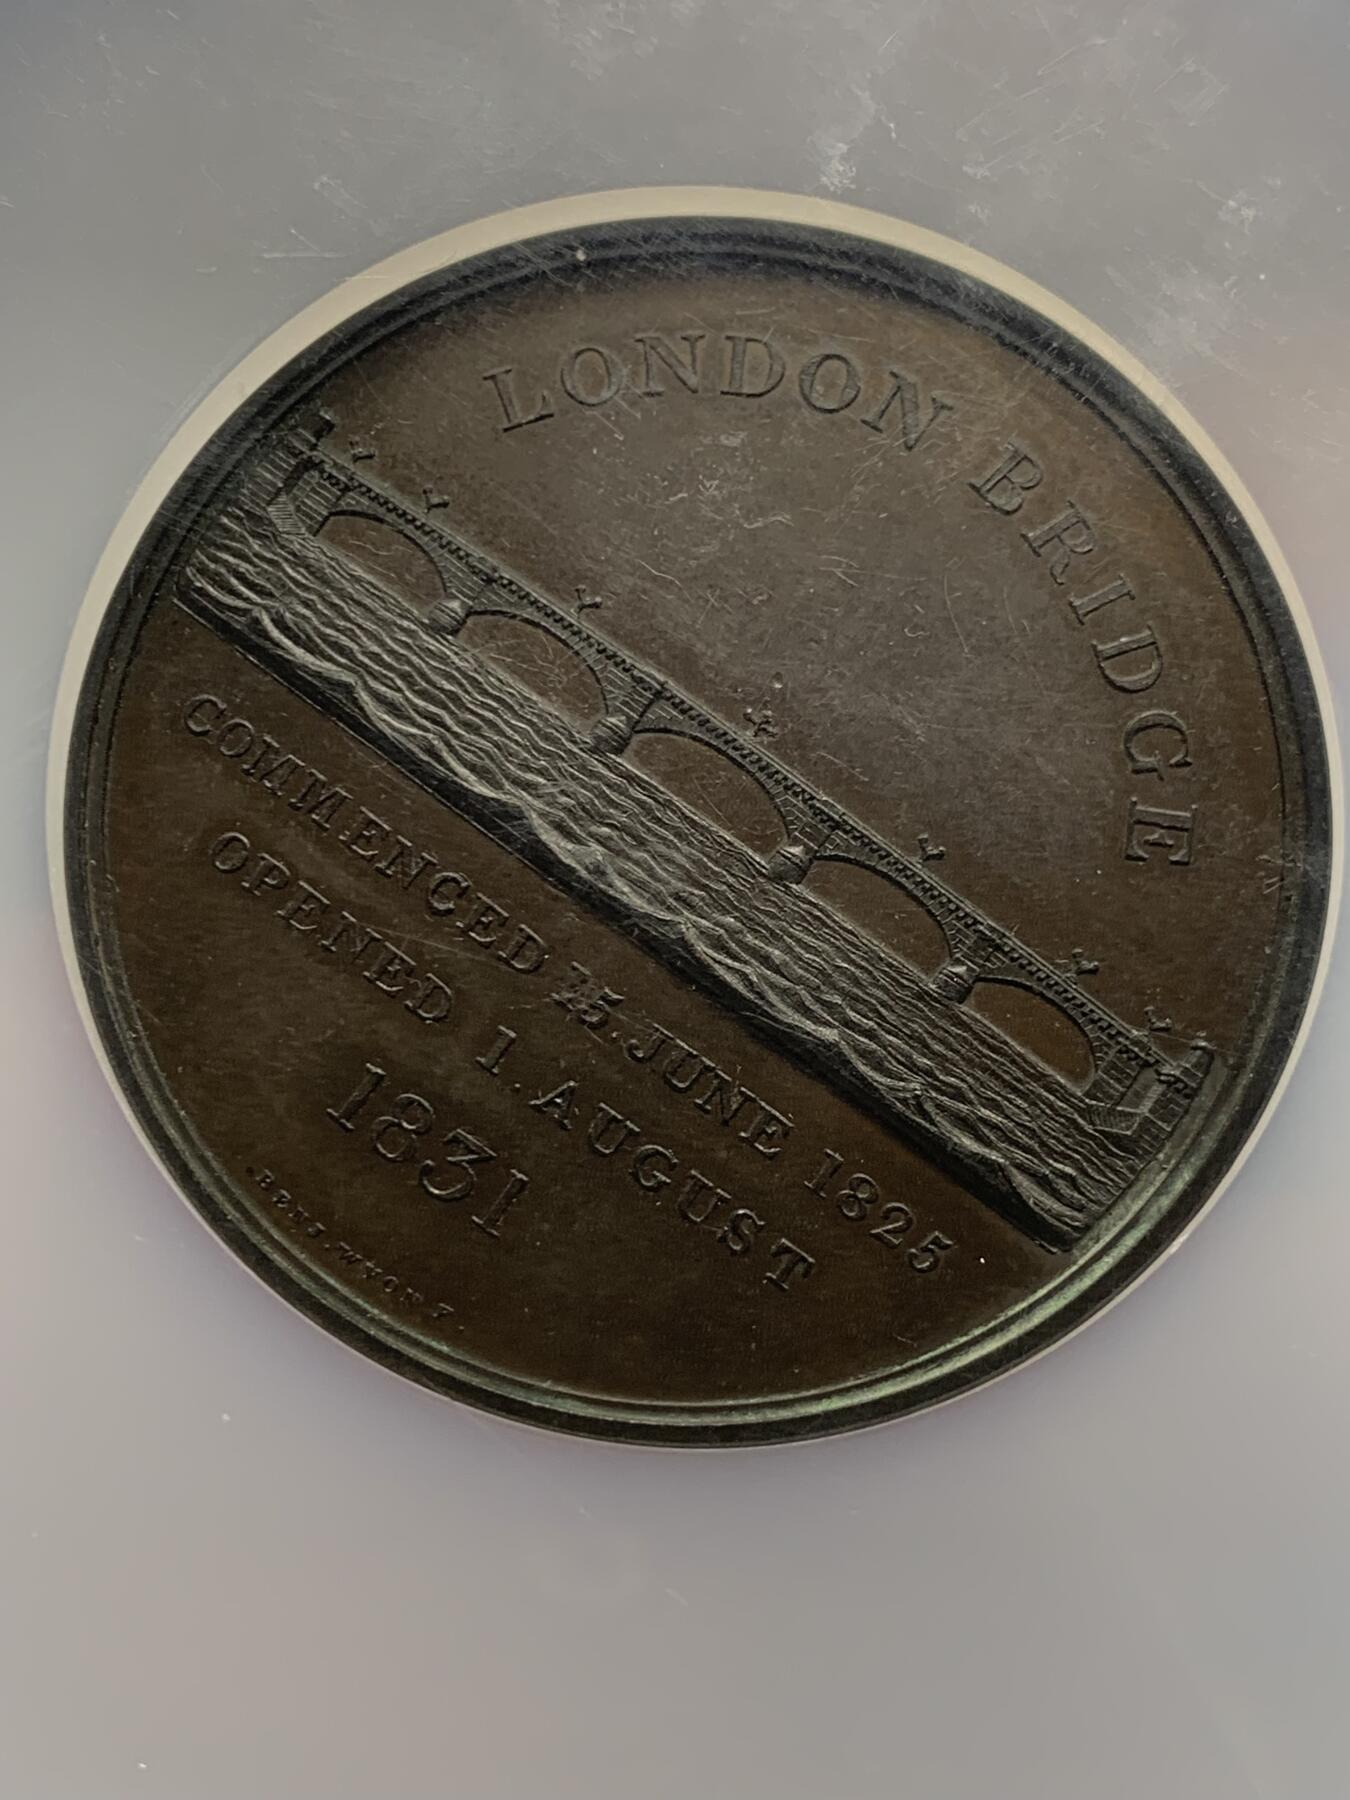 LONDON BRIDGE
COMMENCED 15. JUNE 1825
OPENED 1. AUGUST
1831
BENJ. WYON F.